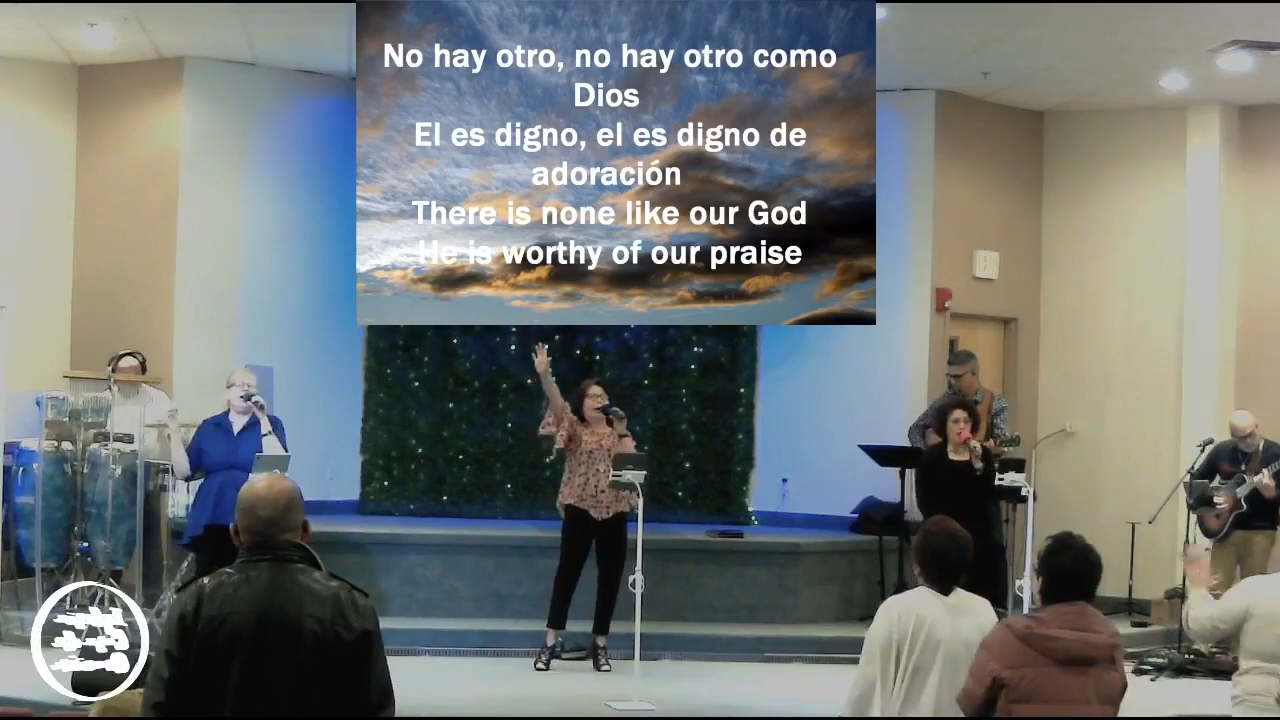 No hay otro, no hay otro como
Dios
El es digno, el es digno de
adoración
There is none like our God
He is worthy of our praise